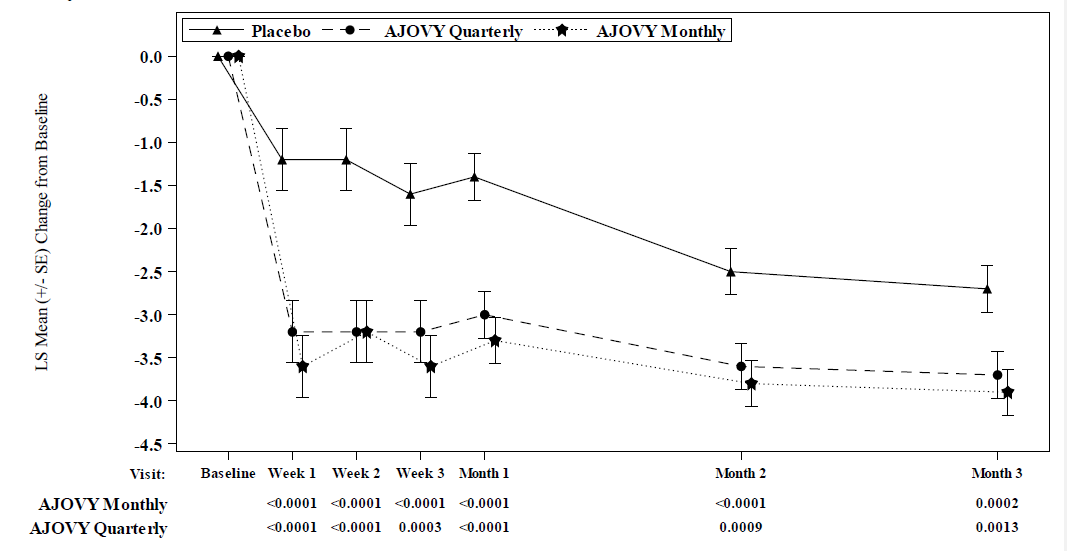 Placebo AJOVY Quarterly AJOVY Monthly
LS Mean (+/- SE) Change from Baseline
0.0
-0.5
-1.0
-1.5
-2.0
-2.5
-3.0
-3.5
-4.0
-4.5
Visit: Baseline Week 1 Week 2 Week 3 Month 1 Month 2 Month 3
AJOVY Monthly <0.0001 <0.0001 <0.0001 <0.0001 <0.0001 0.0002
AJOVY Quarterly <0.0001 <0.0001 0.0003 <0.0001 0.0009 0.0013